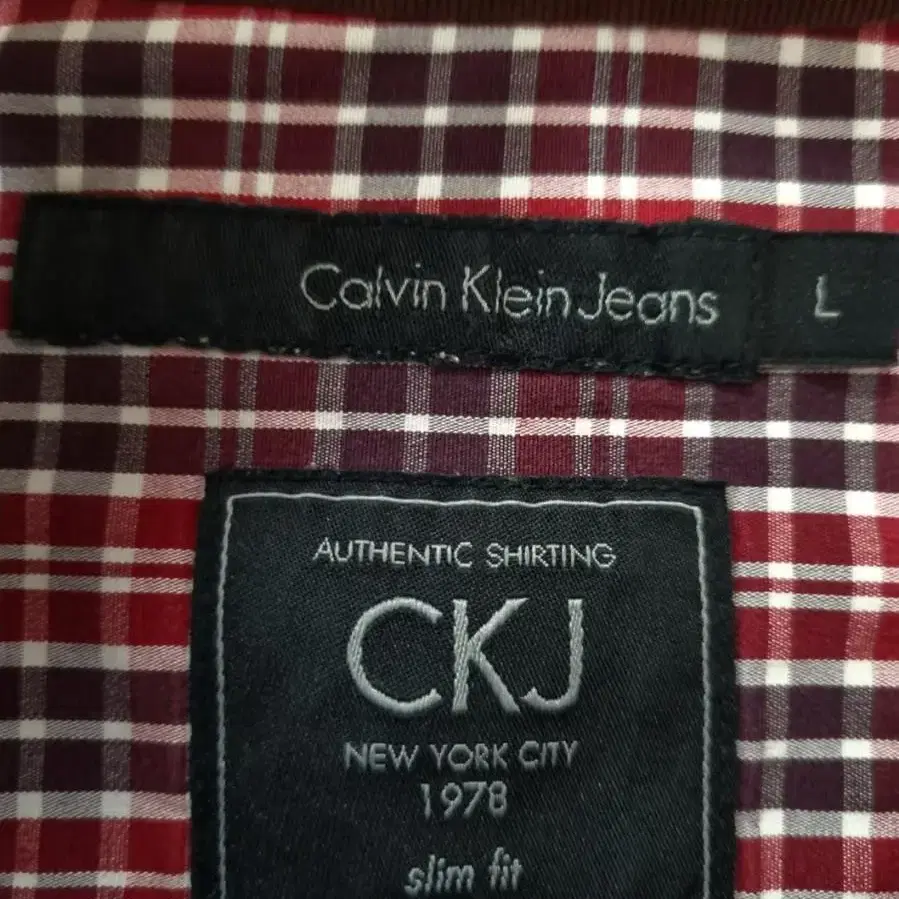 Calvin Klein Jeans L
AUTHENTIC SHIRTING
CKJ
NEW YORK CITY
1978
slim fit